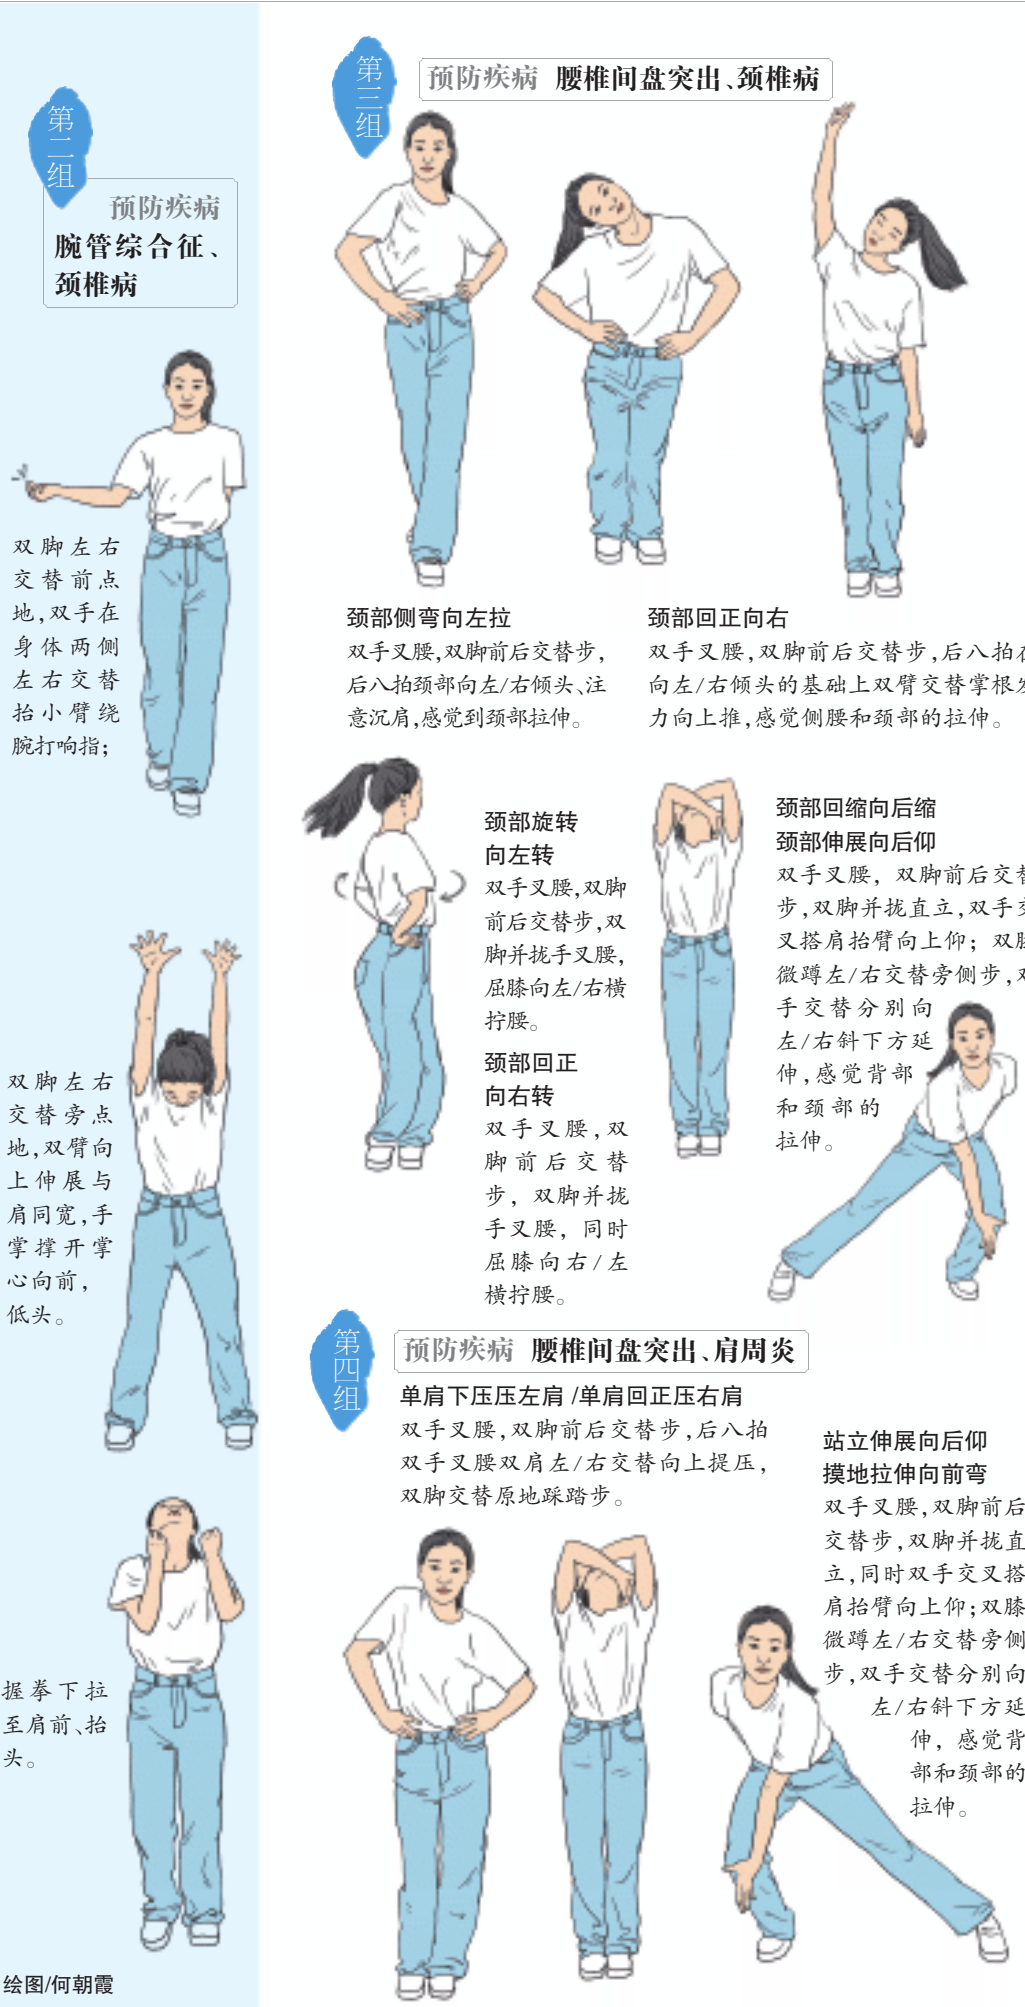 第二组
预防疾病
腕管综合征、
颈椎病
双脚左右
交替前点
地,双手在
身体两侧
左右交替
抬小臂绕
腕打响指;
双脚左右
交替旁点
地,双臂向
上伸展与
肩同宽,手
掌撑开掌
心向前,
低头。
握拳下拉
至肩前、抬
头。
绘图/何朝霞
第三组
预防疾病 腰椎间盘突出、颈椎病
颈部侧弯向左拉
双手叉腰,双脚前后交替步,
后八拍颈部向左/右倾头、注
意沉肩,感觉到颈部拉伸。
颈部回正向右
双手叉腰,双脚前后交替步,后八拍在
向左/右倾头的基础上双臂交替掌根发
力向上推,感觉侧腰和颈部的拉伸。
颈部旋转
向左转
双手叉腰,双脚
前后交替步,双
脚并拢手叉腰,
屈膝向左/右横
拧腰。
颈部回正
向右转
双手叉腰,双
脚前后交替
步,双脚并拢
手叉腰,同时
屈膝向右/左
横拧腰。
颈部回缩向后缩
颈部伸展向后仰
双手叉腰,双脚前后交替
步,双脚并拢直立,双手交
叉搭肩抬臂向上仰;双膝
微蹲左/右交替旁侧步,双
手交替分别向
左/右斜下方延
伸,感觉背部
和颈部的
拉伸。
第四组
预防疾病 腰椎间盘突出、肩周炎
单肩下压压左肩/单肩回正压右肩
双手叉腰,双脚前后交替步,后八拍
双手叉腰双肩左/右交替向上提压,
双脚交替原地踩踏步。
站立伸展向后仰
摸地拉伸向前弯
双手叉腰,双脚前后
交替步,双脚并拢直
立,同时双手交叉搭
肩抬臂向上仰;双膝
微蹲左/右交替旁侧
步,双手交替分别向
左/右斜下方延
伸,感觉背
部和颈部的
拉伸。